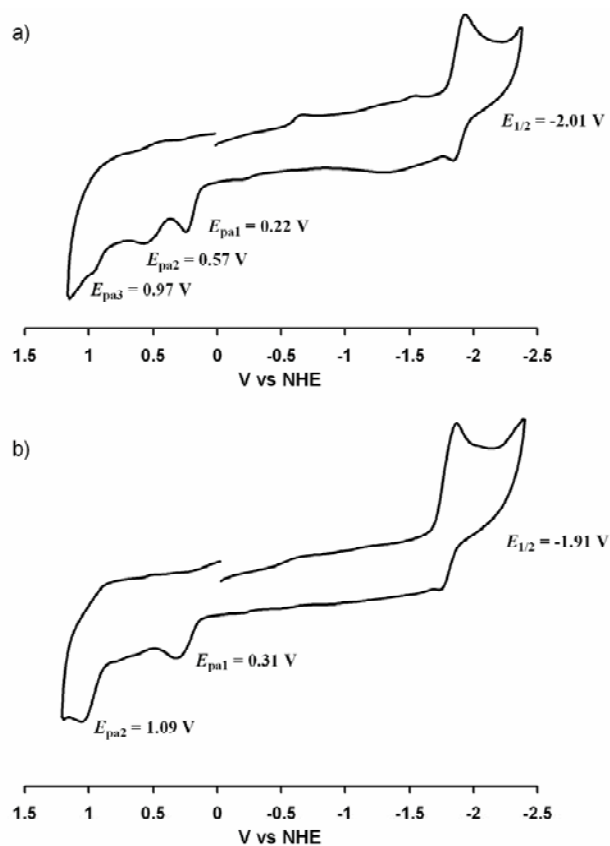 a)
E1/2 = -2.01 V
Epa1 = 0.22 V
Epa2 = 0.57 V
Epa3 = 0.97 V
1.5 1 0.5 0 -0.5 -1 -1.5 -2 -2.5
V vs NHE
b)
E1/2 = -1.91 V
Epa1 = 0.31 V
Epa2 = 1.09 V
1.5 1 0.5 0 -0.5 -1 -1.5 -2 -2.5
V vs NHE